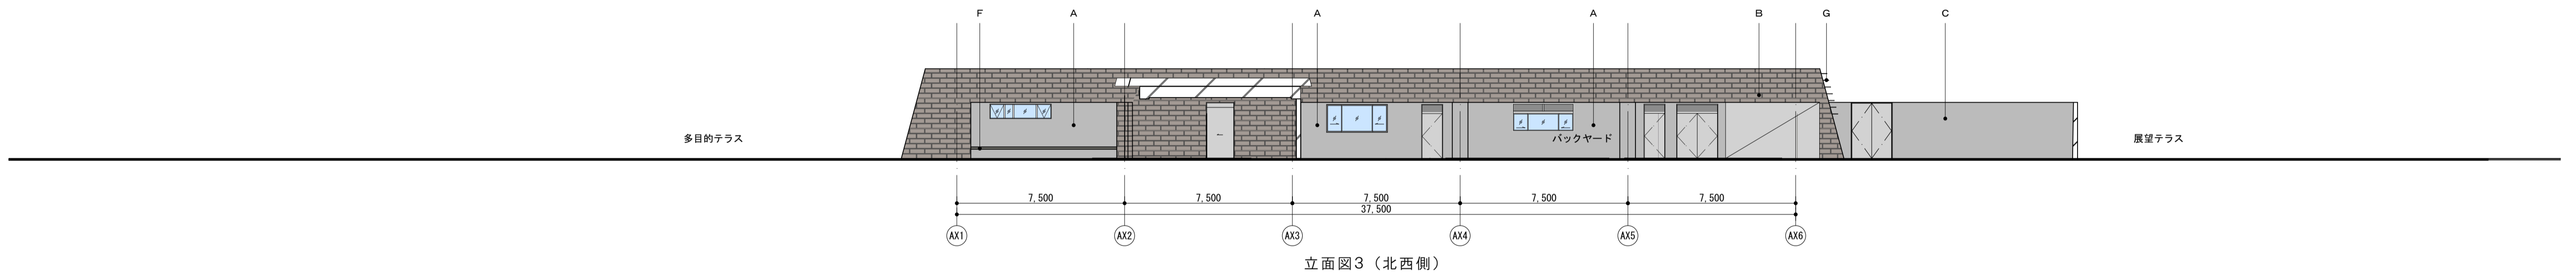 F A A A B G C
多目的テラス バックヤード 展望テラス
7,500 7,500 7,500 7,500 7,500
37,500
AX1 AX2 AX3 AX4 AX5 AX6
立面図3(北西側)